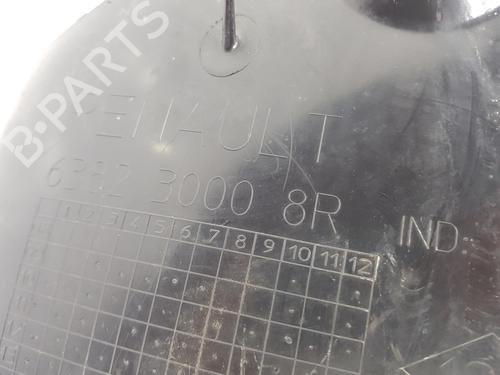 B-PARTS
RENAULT
6382 3000 8R
IND:
1 2 3 4 5 6 7 8 9 10 11 12